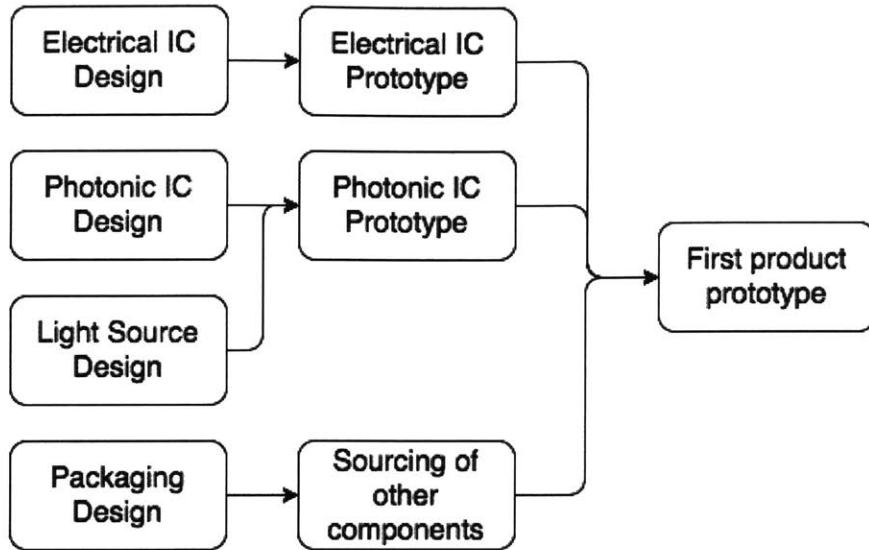 Electrical IC
Design
Electrical IC
Prototype
Photonic IC
Design
Photonic IC
Prototype
First product
prototype
Light Source
Design
Packaging
Design
Sourcing of
other
components